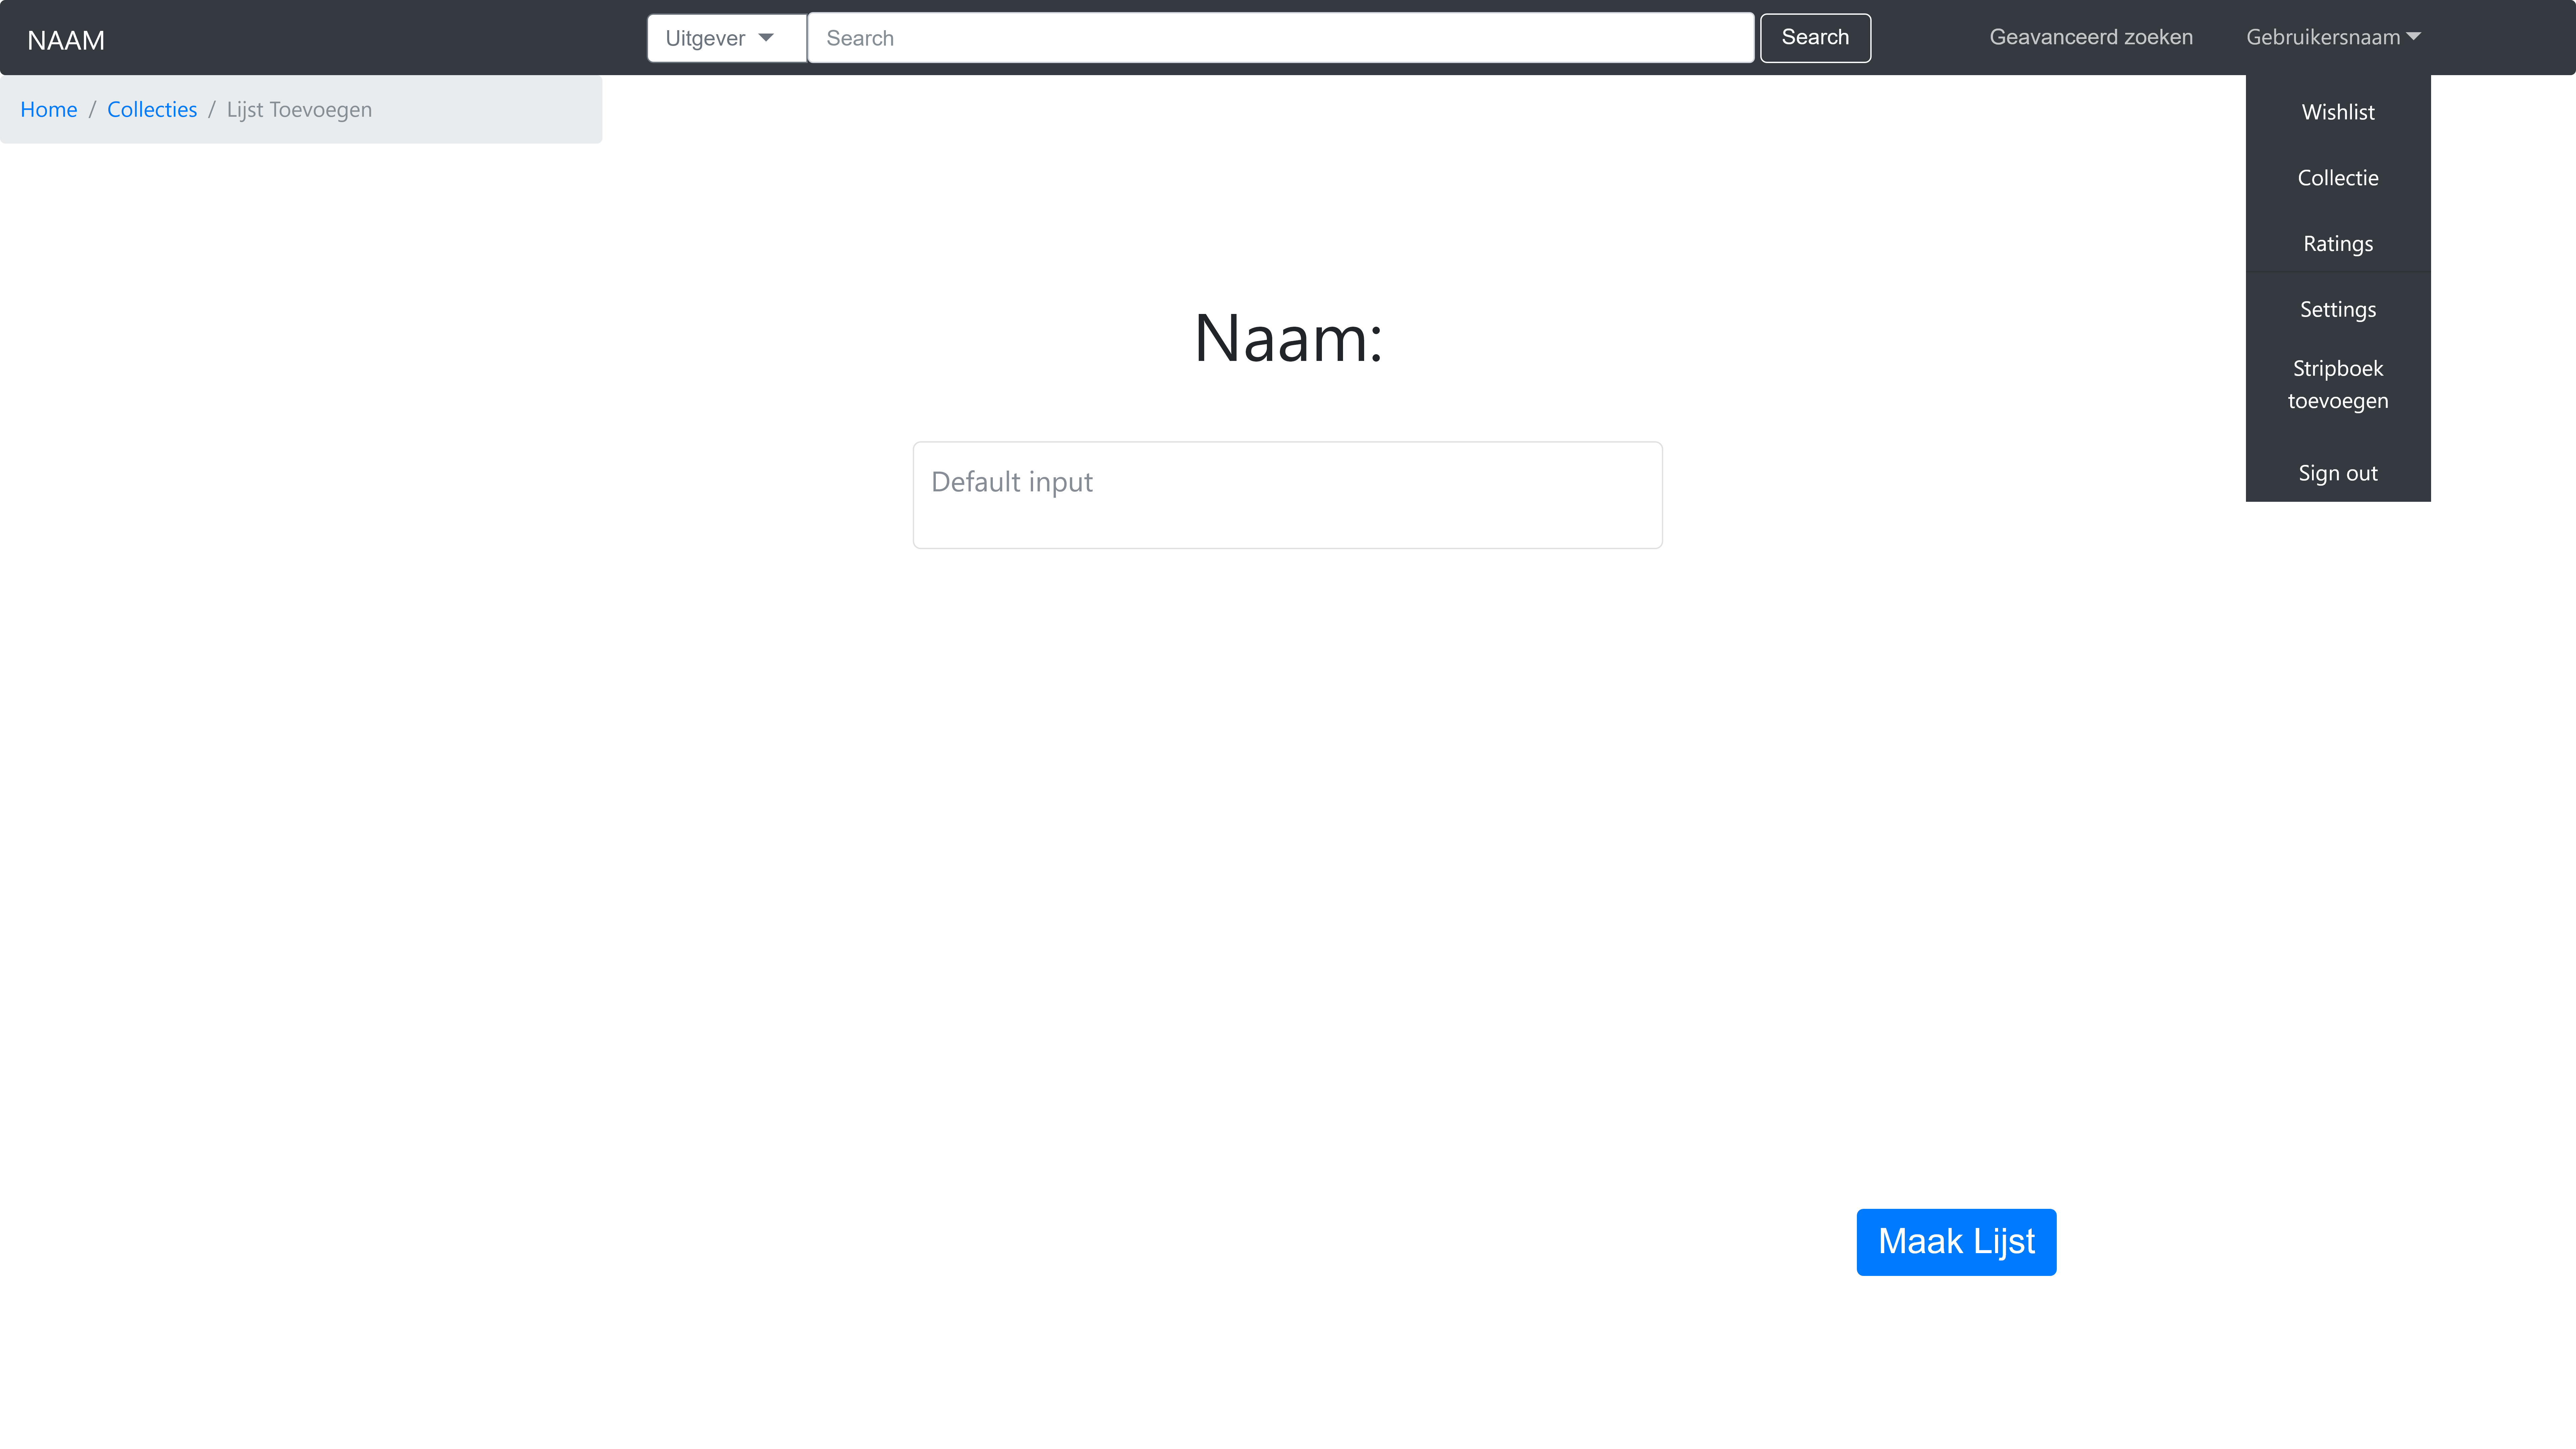 NAAM
Uitgever
Search
Search
Geavanceerd zoeken
Gebruikersnaam
Home / Collecties / Lijst Toevoegen
Wishlist
Collectie
Ratings
Settings
Stripboek
toevoegen
Sign out
Naam:
Default input
Maak Lijst